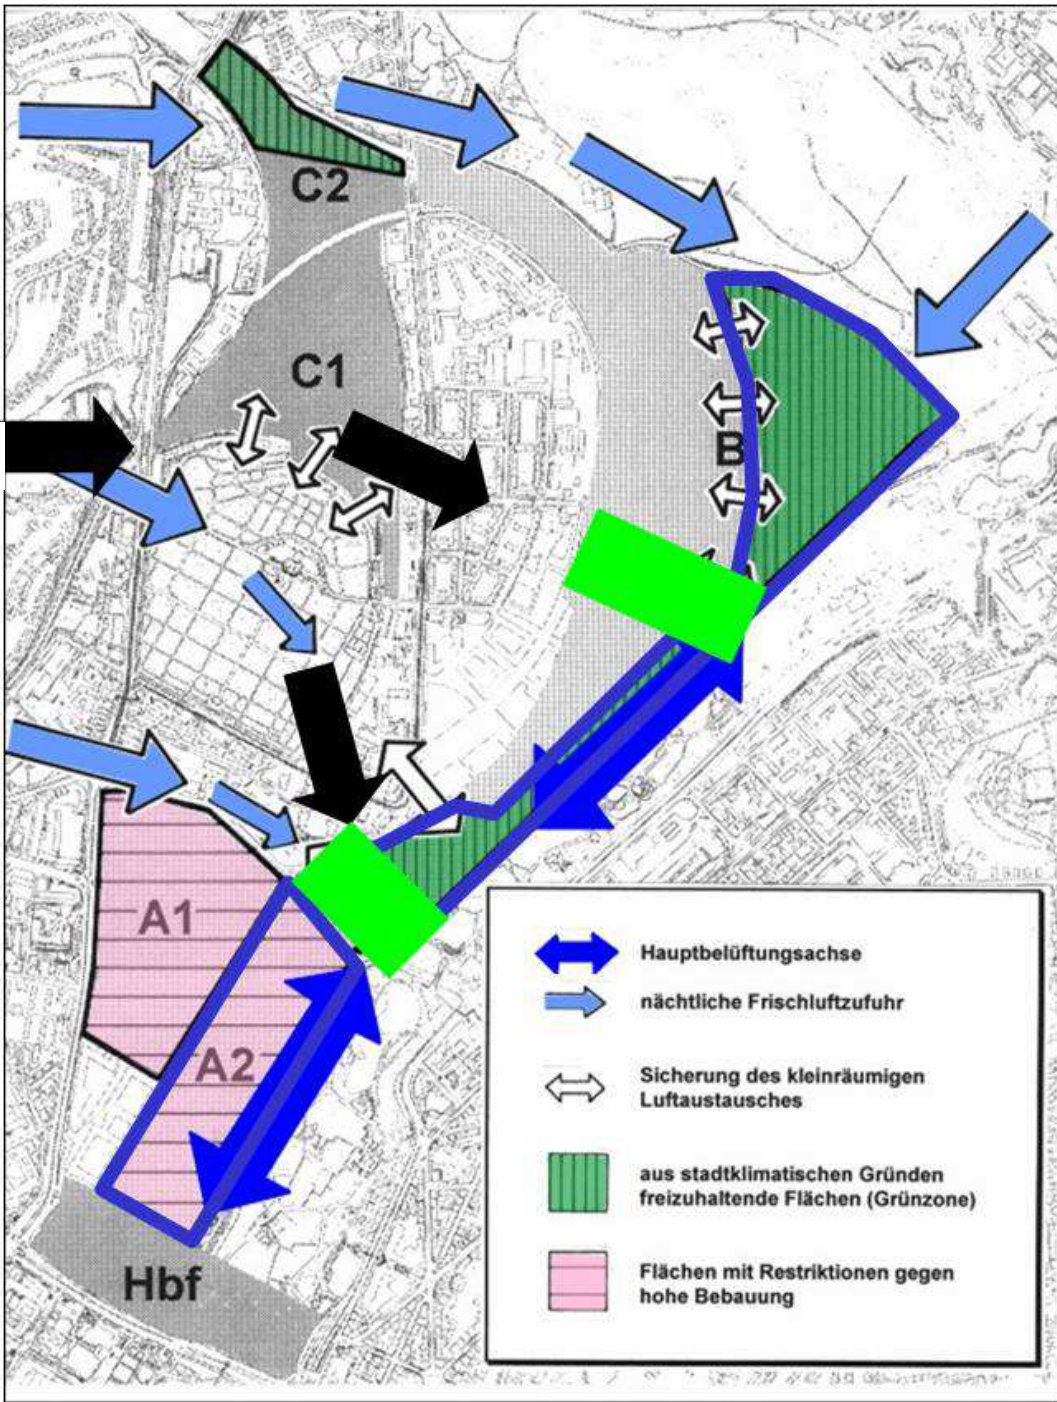 C2
C1
B
A1
A2
Hbf
Hauptbelüftungsachse
nächtliche Frischluftzufuhr
Sicherung des kleinräumigen
Luftaustausches
aus stadtklimatischen Gründen
freizuhaltende Flächen (Grünzone)
Flächen mit Restriktionen gegen
hohe Bebauung